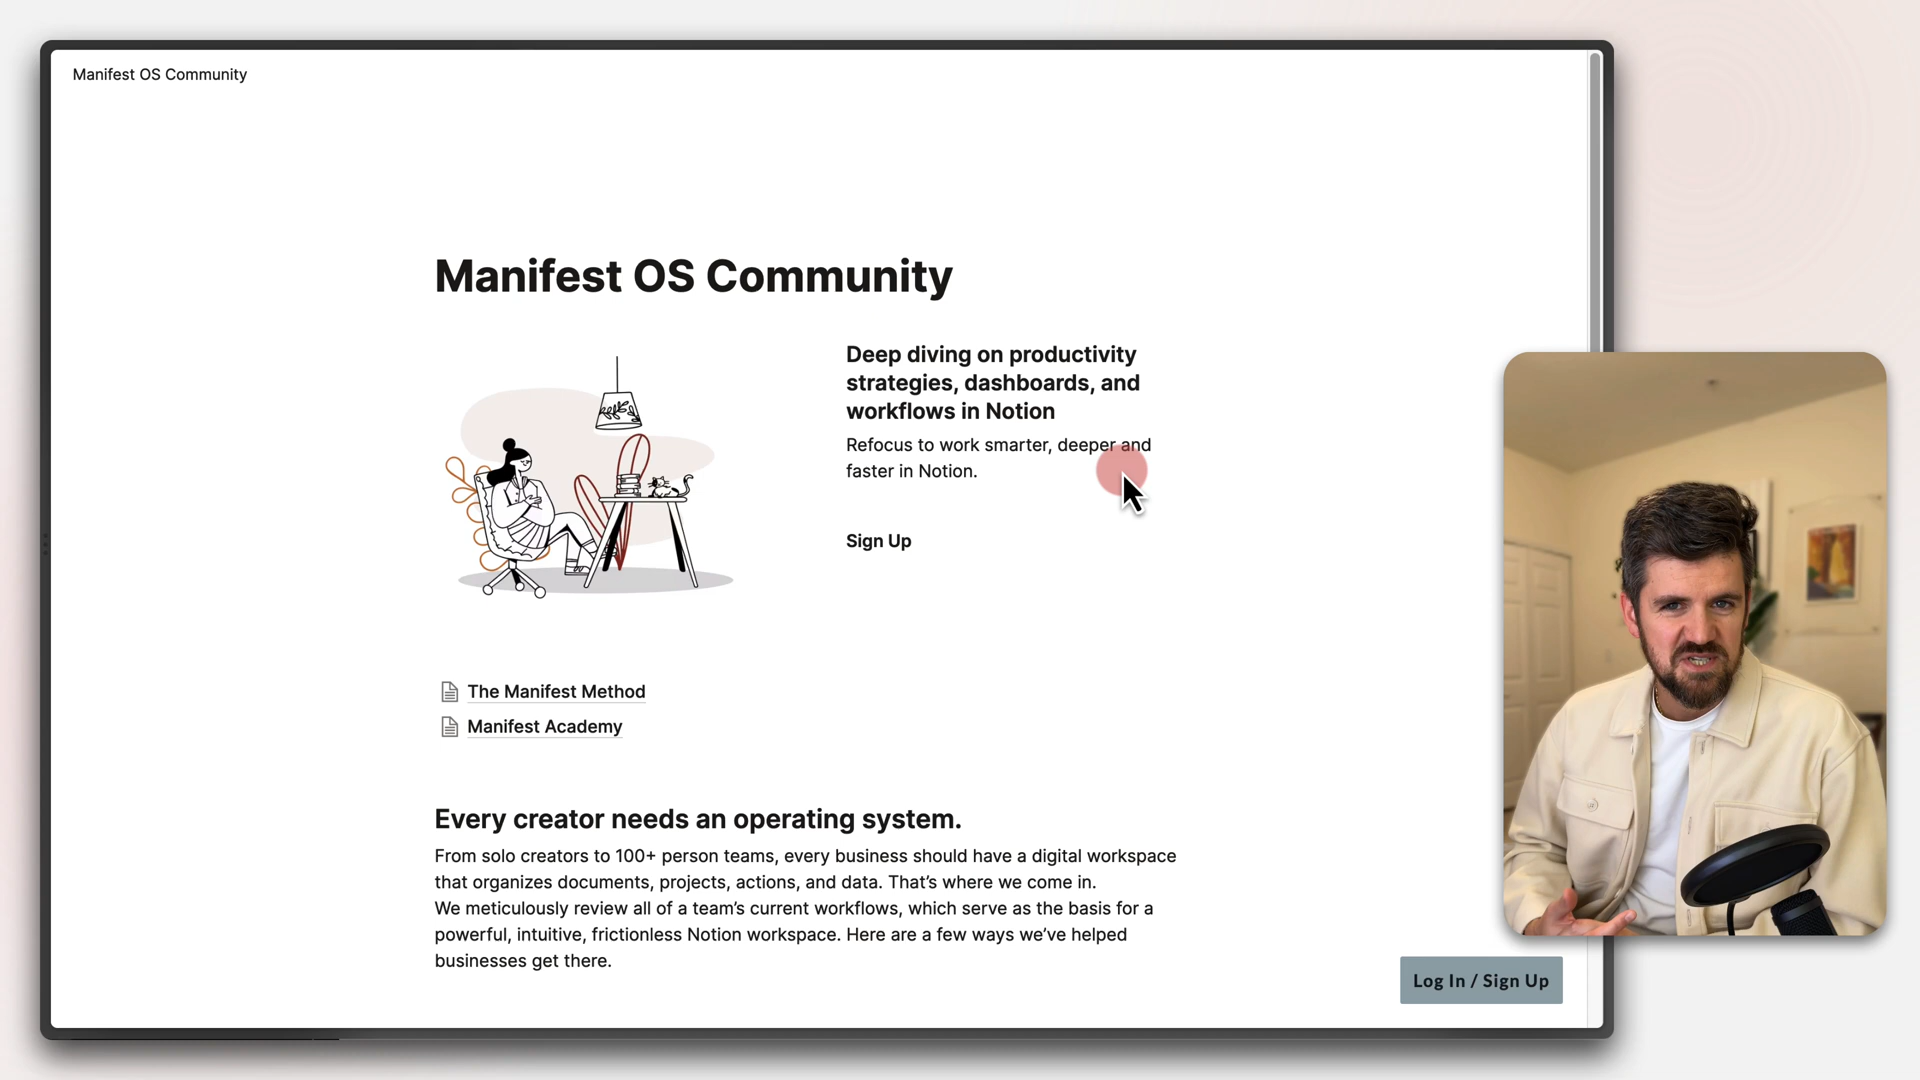 Manifest OS Community
Manifest OS Community
Deep diving on productivity
strategies, dashboards, and
workflows in Notion
Refocus to work smarter, deeper and
faster in Notion.
Sign Up
The Manifest Method
Manifest Academy
Every creator needs an operating system.
From solo creators to 100+ person teams, every business should have a digital workspace
that organizes documents, projects, actions, and data. That’s where we come in.
We meticulously review all of a team’s current workflows, which serve as the basis for a
powerful, intuitive, frictionless Notion workspace. Here are a few ways we’ve helped
businesses get there.
Log In / Sign Up